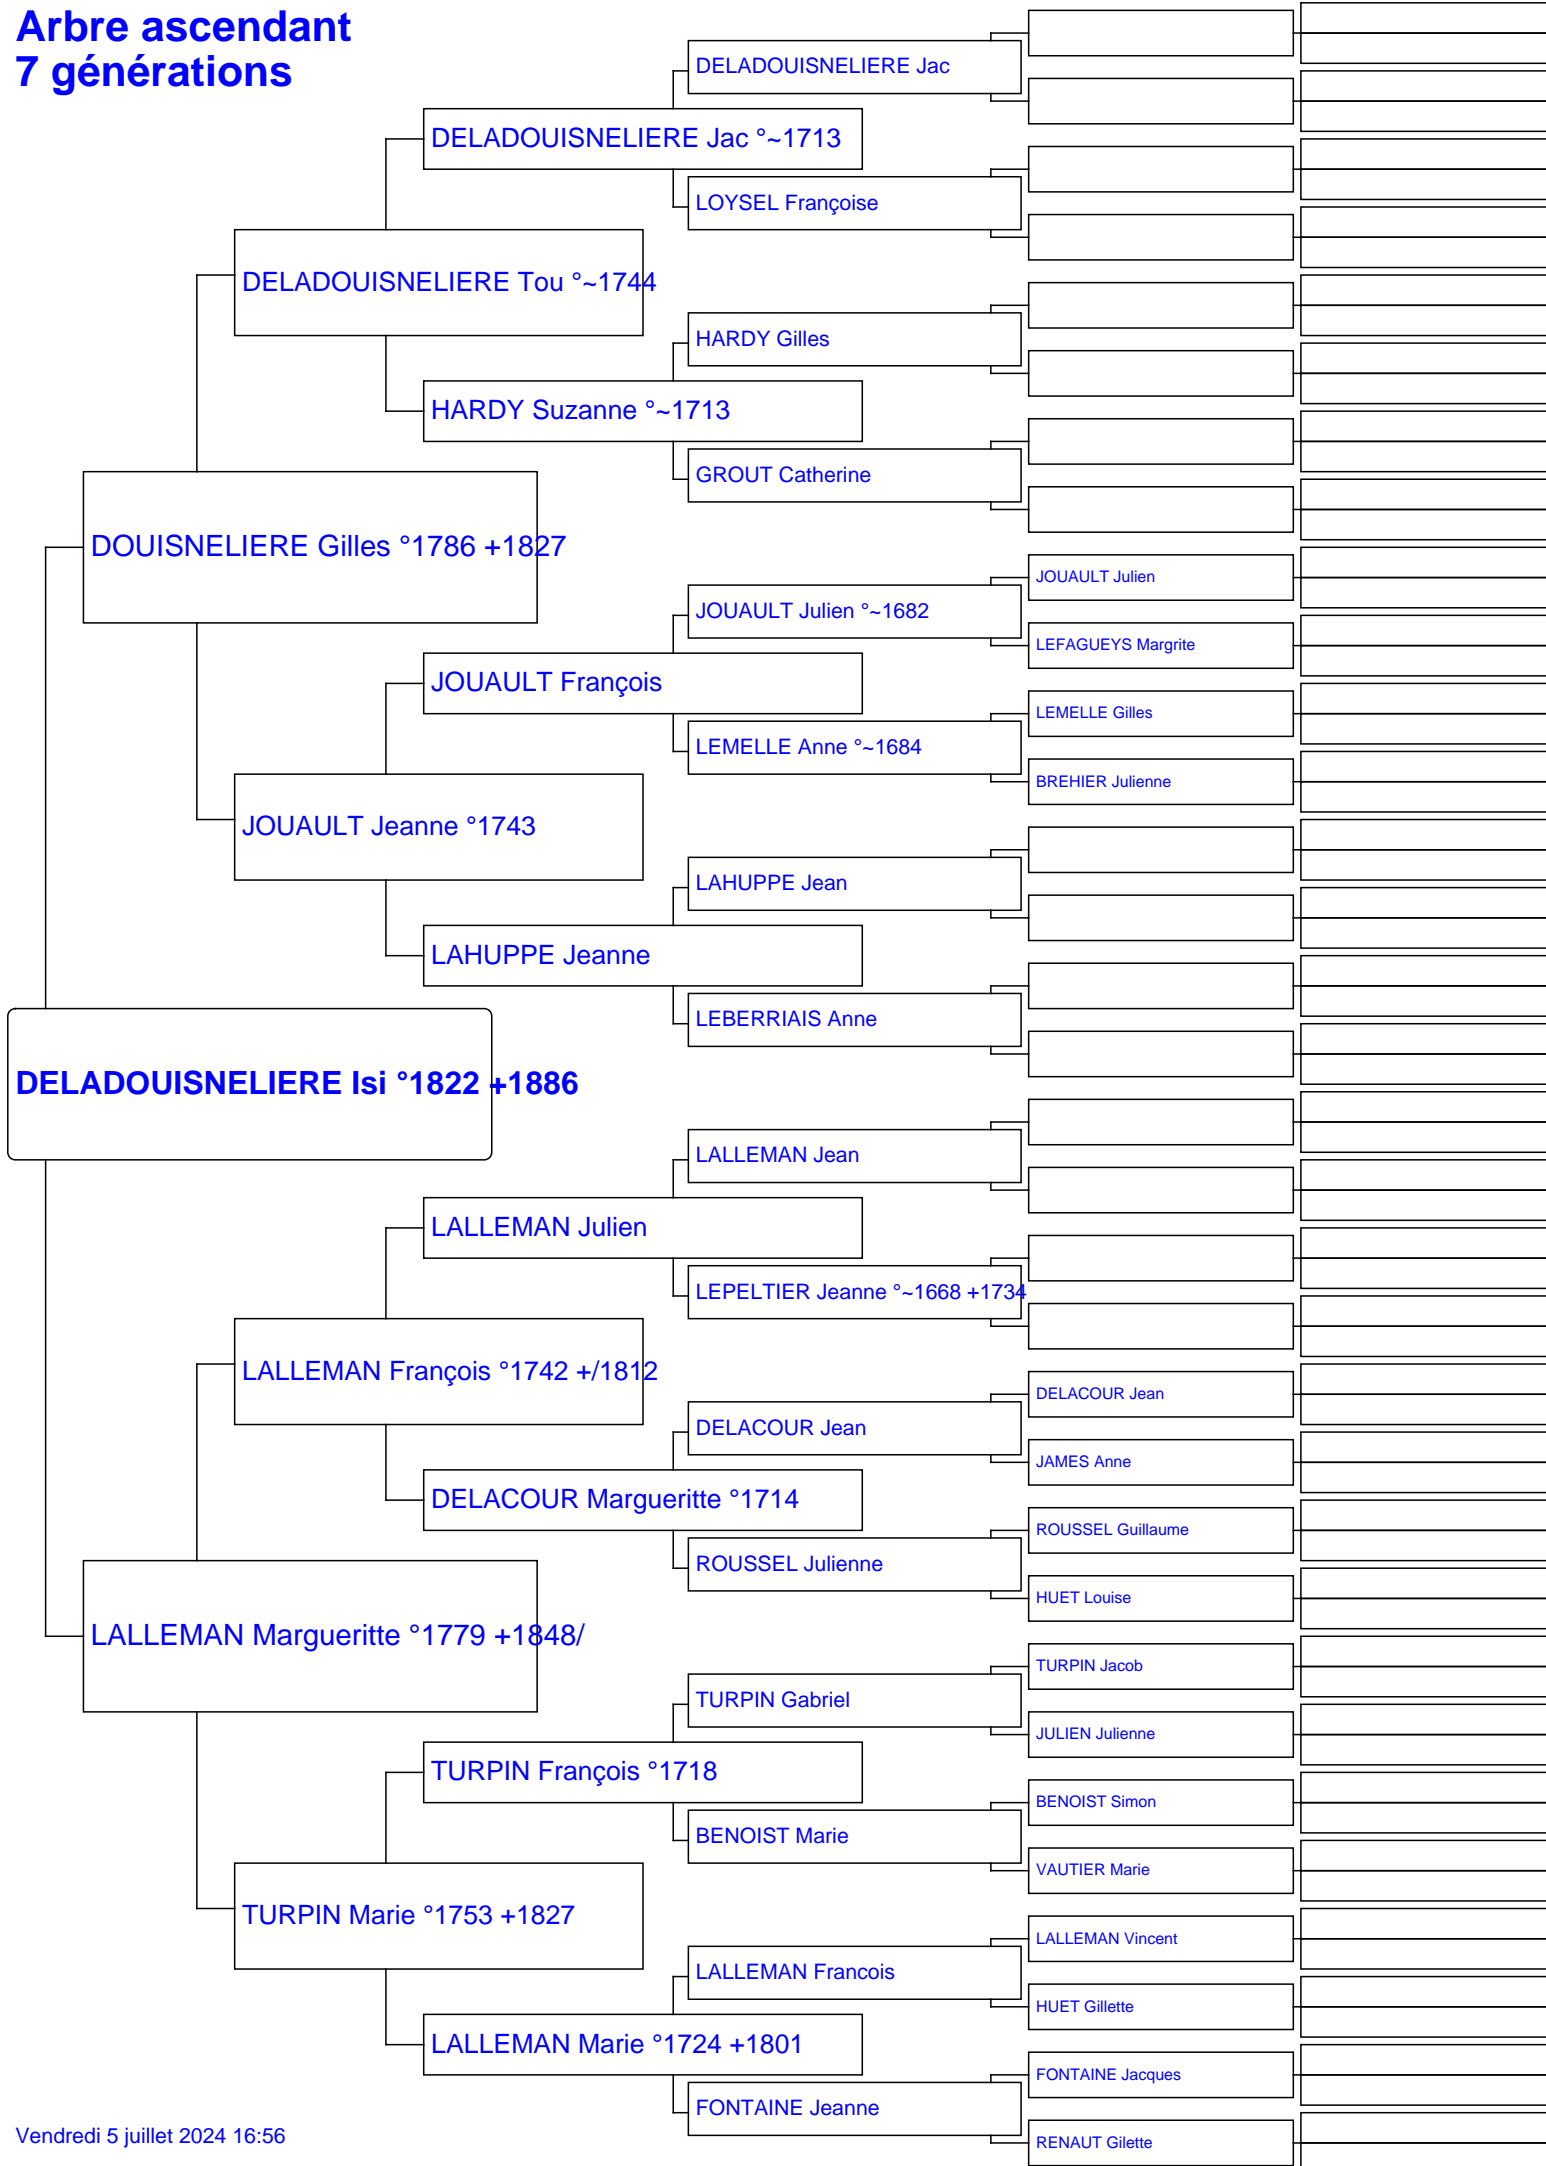 Arbre ascendant
7 générations
DELADOUISNELIERE Jac
DELADOUISNELIERE Jac °~1713
LOYSEL Françoise
DELADOUISNELIERE Tou °~1744
HARDY Gilles
HARDY Suzanne °~1713
GROUT Catherine
DOUISNELIERE Gilles °1786 +1827
JOUAULT Julien
JOUAULT Julien °~1682
LEFAGUEYS Margrite
JOUAULT François
LEMELLE Gilles
LEMELLE Anne °~1684
BREHIER Julienne
JOUAULT Jeanne °1743
LAHUPPE Jean
LAHUPPE Jeanne
LEBERRIAIS Anne
DELADOUISNELIERE Isi °1822 +1886
LALLEMAN Jean
LALLEMAN Julien
LEPELTIER Jeanne °~1668 +1734
LALLEMAN François °1742 +/1812
DELACOUR Jean
DELACOUR Jean
JAMES Anne
DELACOUR Margueritte °1714
ROUSSEL Guillaume
ROUSSEL Julienne
HUET Louise
LALLEMAN Margueritte °1779 +1848/
TURPIN Jacob
TURPIN Gabriel
JULIEN Julienne
TURPIN François °1718
BENOIST Simon
BENOIST Marie
VAUTIER Marie
TURPIN Marie °1753 +1827
LALLEMAN Vincent
LALLEMAN Francois
HUET Gillette
LALLEMAN Marie °1724 +1801
FONTAINE Jacques
FONTAINE Jeanne
RENAUT Gilette
Vendredi 5 juillet 2024 16:56